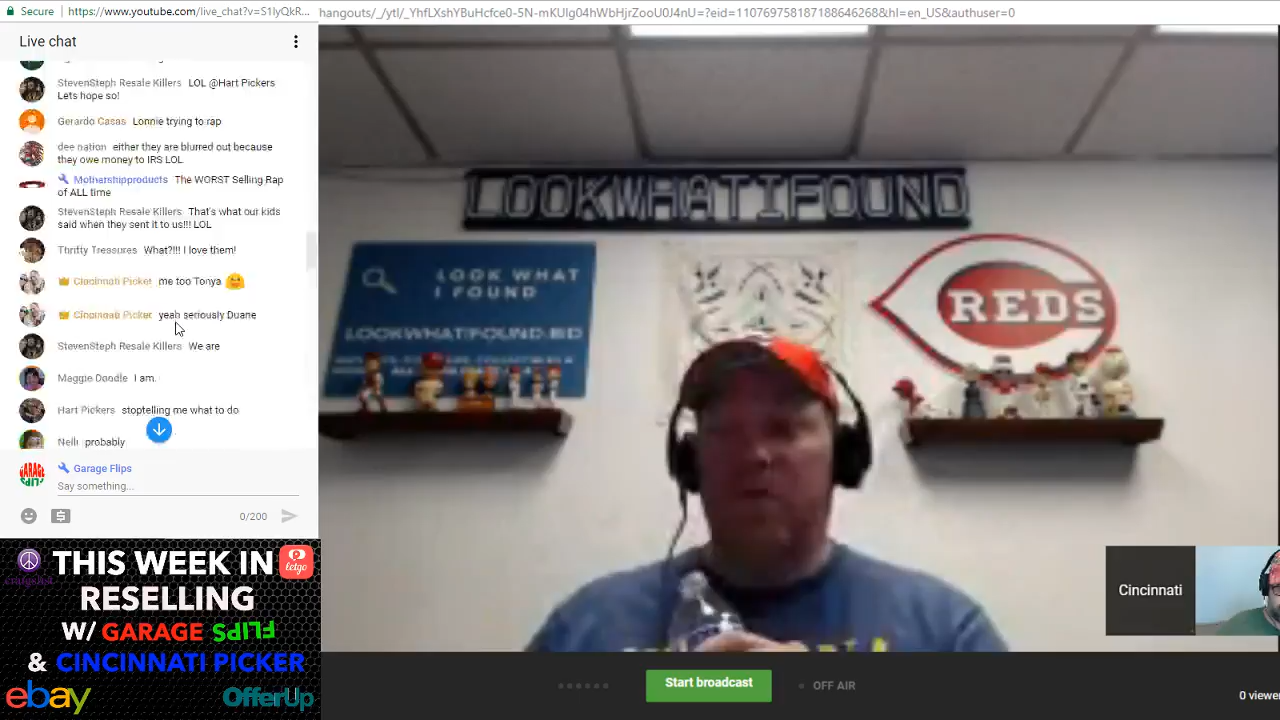 Secure
https://www.youtube.com/live_chat?v=S1IyQkR...
hangouts/_/ytl/_YhfLXshYBuHcfce0-5N-mKUlg04hWbHjrZooU0J4nU=?eid=110769758187188646268&hl=en_US&authuser=0
Live chat
StevenSteph Resale Killers LOL @Hart Pickers
Lets hope so!
Gerardo Casas Lonnie trying to rap
dee nation either they are blurred out because
they owe money to IRS LOL
Mothershipproducts The WORST Selling Rap
of ALL time
StevenSteph Resale Killers That's what our kids
said when they sent it to us!!! LOL
Thrifty Treasures What?!!! I love them!
Cincinnati Picker me too Tonya
Cincinnati Picker yeah seriously Duane
StevenSteph Resale Killers We are
Maggie Doodle I am.
Hart Pickers stoptelling me what to do
Nelli probably
Garage Flips
Say something...
0/200
GARAGE
FLIPS
THIS WEEK IN
RESELLING
W/ GARAGE FLIPS
& CINCINNATI PICKER
craigslist
letgo
ebay
OfferUp
LOOKWHATIFOUND
LOOK WHAT
I FOUND
LOOKWHATIFOUND.BID
REDS
Cincinnati
Start broadcast
OFF AIR
0 viewer